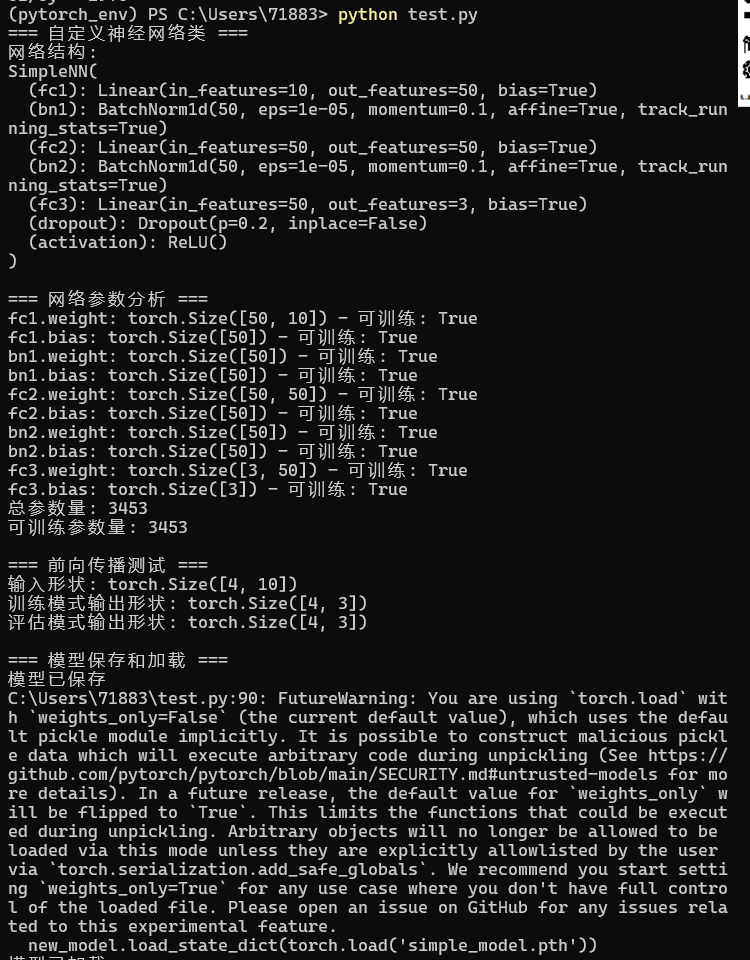 (pytorch_env) PS C:\Users\71883> python test.py
=== 自定义神经网络类 ===
网络结构:
SimpleNN(
  (fc1): Linear(in_features=10, out_features=50, bias=True)
  (bn1): BatchNorm1d(50, eps=1e-05, momentum=0.1, affine=True, track_run
ning_stats=True)
  (fc2): Linear(in_features=50, out_features=50, bias=True)
  (bn2): BatchNorm1d(50, eps=1e-05, momentum=0.1, affine=True, track_run
ning_stats=True)
  (fc3): Linear(in_features=50, out_features=3, bias=True)
  (dropout): Dropout(p=0.2, inplace=False)
  (activation): ReLU()
)

=== 网络参数分析 ===
fc1.weight: torch.Size([50, 10]) - 可训练: True
fc1.bias: torch.Size([50]) - 可训练: True
bn1.weight: torch.Size([50]) - 可训练: True
bn1.bias: torch.Size([50]) - 可训练: True
fc2.weight: torch.Size([50, 50]) - 可训练: True
fc2.bias: torch.Size([50]) - 可训练: True
bn2.weight: torch.Size([50]) - 可训练: True
bn2.bias: torch.Size([50]) - 可训练: True
fc3.weight: torch.Size([3, 50]) - 可训练: True
fc3.bias: torch.Size([3]) - 可训练: True
总参数量: 3453
可训练参数量: 3453

=== 前向传播测试 ===
输入形状: torch.Size([4, 10])
训练模式输出形状: torch.Size([4, 3])
评估模式输出形状: torch.Size([4, 3])

=== 模型保存和加载 ===
模型已保存
C:\Users\71883\test.py:90: FutureWarning: You are using `torch.load` wit
h `weights_only=False` (the current default value), which uses the defau
lt pickle module implicitly. It is possible to construct malicious pickl
e data which will execute arbitrary code during unpickling (See https://
github.com/pytorch/pytorch/blob/main/SECURITY.md#untrusted-models for mo
re details). In a future release, the default value for `weights_only` w
ill be flipped to `True`. This limits the functions that could be execut
ed during unpickling. Arbitrary objects will no longer be allowed to be
loaded via this mode unless they are explicitly allowlisted by the user
via `torch.serialization.add_safe_globals`. We recommend you start setti
ng `weights_only=True` for any use case where you don't have full contro
l of the loaded file. Please open an issue on GitHub for any issues rela
ted to this experimental feature.
  new_model.load_state_dict(torch.load('simple_model.pth'))